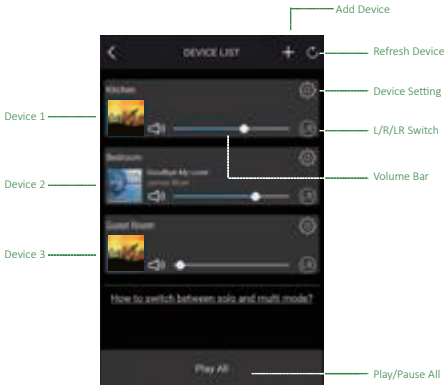 Add Device
DEVICE LIST
Refresh Device
Kitchen
Device Setting
Device 1
L/R/LR Switch
Bedroom
Goodbye My Lover
James Blunt
Volume Bar
Device 2
Guest Room
Device 3
How to switch between solo and multi mode?
Play All
Play/Pause All